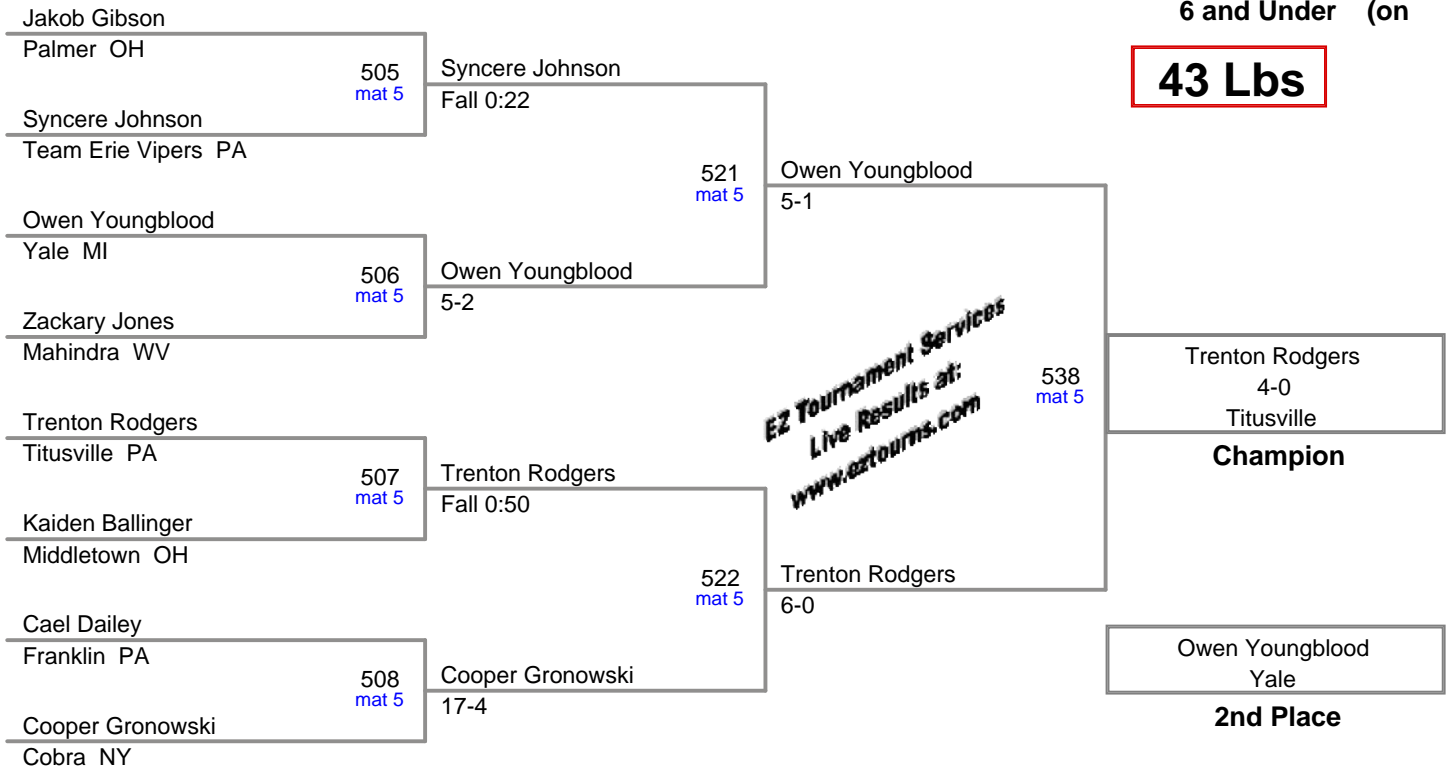 6 and Under (on
43 Lbs
Jakob Gibson
Palmer OH
505
mat 5
Syncere Johnson
Fall 0:22
Syncere Johnson
Team Erie Vipers PA
521
mat 5
Owen Youngblood
5-1
Owen Youngblood
Yale MI
506
mat 5
Owen Youngblood
5-2
Zackary Jones
Mahindra WV
EZ Tournament Services
Live Results at:
www.eztourns.com
538
mat 5
Trenton Rodgers
4-0
Titusville
Champion
Trenton Rodgers
Titusville PA
507
mat 5
Trenton Rodgers
Fall 0:50
Kaiden Ballinger
Middletown OH
522
mat 5
Trenton Rodgers
6-0
Cael Dailey
Franklin PA
508
mat 5
Cooper Gronowski
17-4
Cooper Gronowski
Cobra NY
Owen Youngblood
Yale
2nd Place